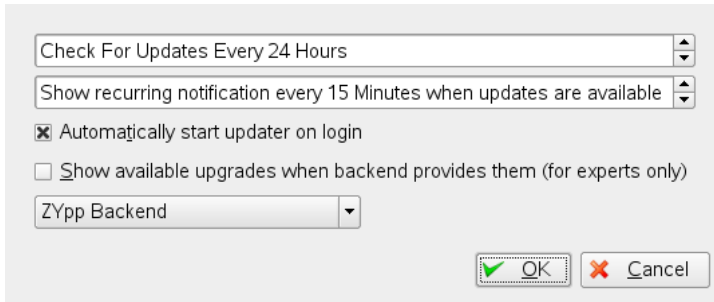 Check For Updates Every 24 Hours
Show recurring notification every 15 Minutes when updates are available
Automatically start updater on login
Show available upgrades when backend provides them (for experts only)
ZYpp Backend
OK
Cancel